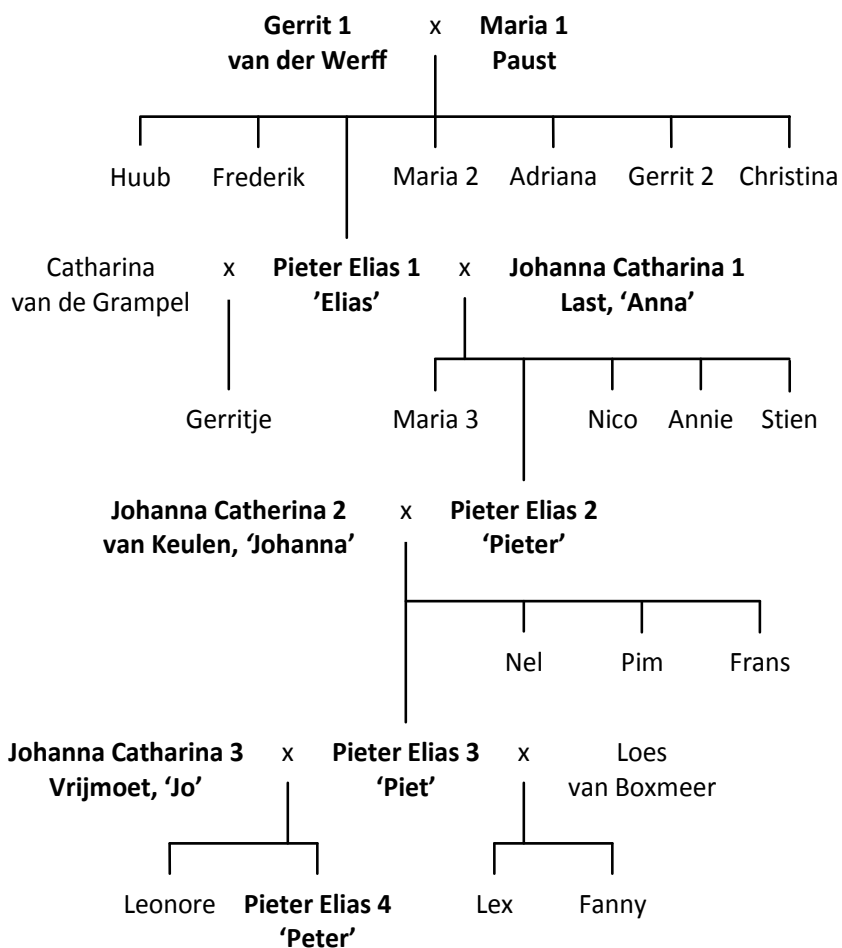 Gerrit 1 x Maria 1
van der Werff Paust
Huub Frederik Maria 2 Adriana Gerrit 2 Christina
Catharina x Pieter Elias 1 x Johanna Catharina 1
van de Grampel ’Elias’ Last, ‘Anna’
Gerritje Maria 3 Nico Annie Stien
Johanna Catherina 2 x Pieter Elias 2
van Keulen, ‘Johanna’ ‘Pieter’
Nel Pim Frans
Johanna Catharina 3 x Pieter Elias 3 x Loes
Vrijmoet, ‘Jo’ ‘Piet’ van Boxmeer
Leonore Pieter Elias 4 Lex Fanny
‘Peter’